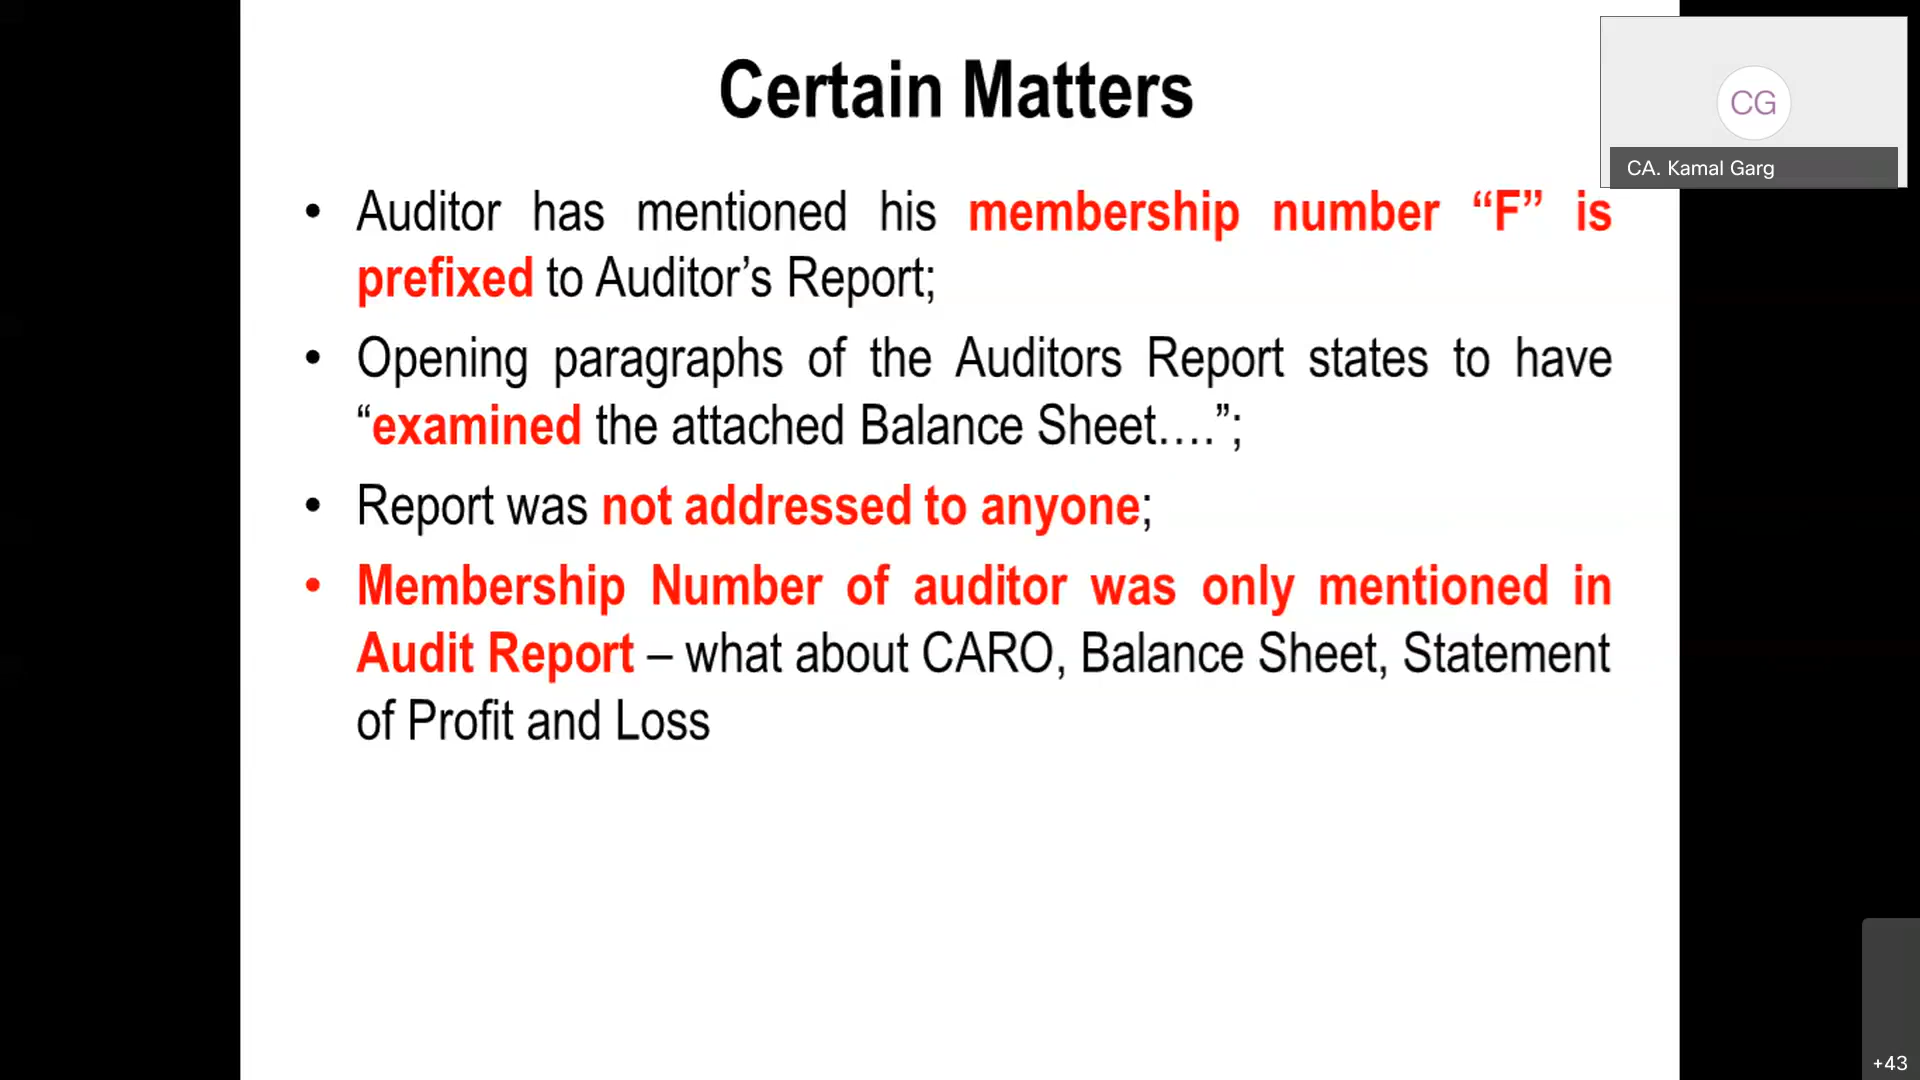 Certain Matters
CG
CA. Kamal Garg
• Auditor has mentioned his membership number “F” is
prefixed to Auditor’s Report;
• Opening paragraphs of the Auditors Report states to have
“examined the attached Balance Sheet….”;
• Report was not addressed to anyone;
• Membership Number of auditor was only mentioned in
Audit Report – what about CARO, Balance Sheet, Statement
of Profit and Loss
+43